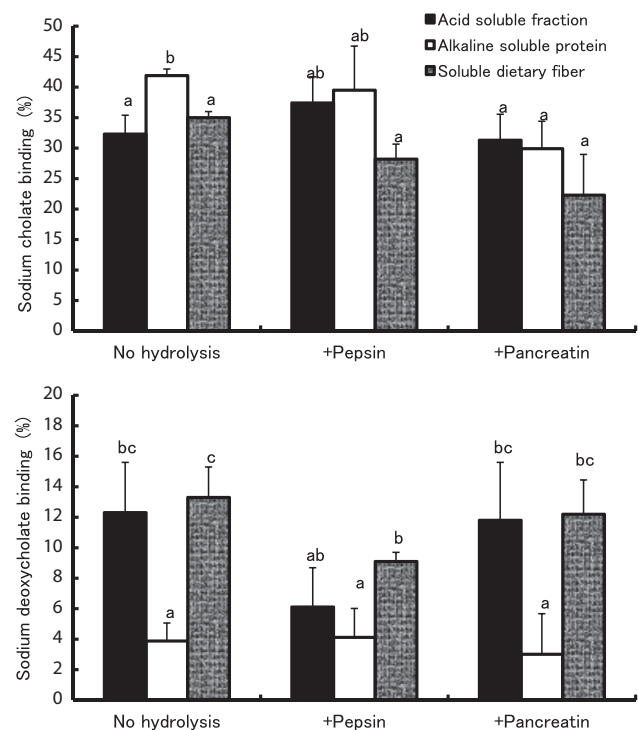 50
45
40
35
30
25
20
15
10
5
0
Sodium cholate binding (%)
Acid soluble fraction
Alkaline soluble protein
Soluble dietary fiber
a b a
ab ab a
a a a
No hydrolysis +Pepsin +Pancreatin
20
18
16
14
12
10
8
6
4
2
0
Sodium deoxycholate binding (%)
bc a c
ab a b
bc a bc
No hydrolysis +Pepsin +Pancreatin